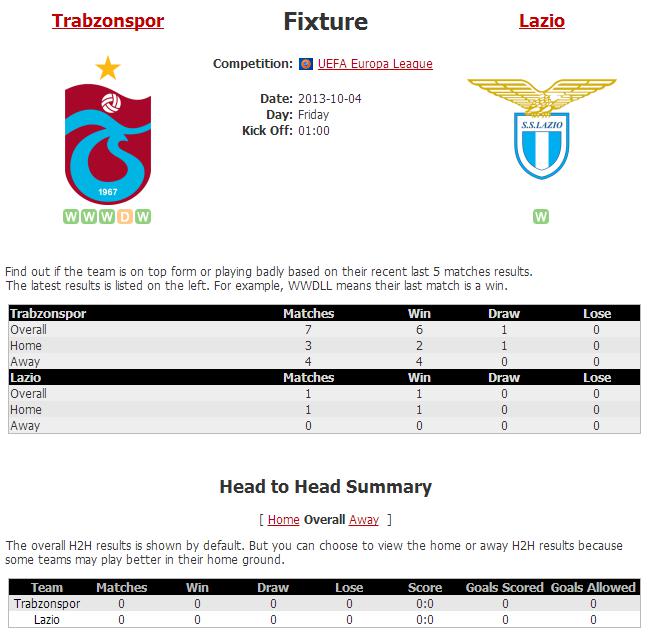 Trabzonspor Fixture Lazio
Competition: UEFA Europa League
Date: 2013-10-04
Day: Friday
Kick Off: 01:00
S.S.LAZIO
1967
W W W D W
W
Find out if the team is on top form or playing badly based on their recent last 5 matches results.
The latest results is listed on the left. For example, WWDLL means their last match is a win.
Trabzonspor Matches Win Draw Lose
Overall 7 6 1 0
Home 3 2 1 0
Away 4 4 0 0
Lazio Matches Win Draw Lose
Overall 1 1 0 0
Home 1 1 0 0
Away 0 0 0 0
Head to Head Summary
[ Home Overall Away ]
The overall H2H results is shown by default. But you can choose to view the home or away H2H results because
some teams may play better in their home ground.
Team Matches Win Draw Lose Score Goals Scored Goals Allowed
Trabzonspor 0 0 0 0 0:0 0 0
Lazio 0 0 0 0 0:0 0 0